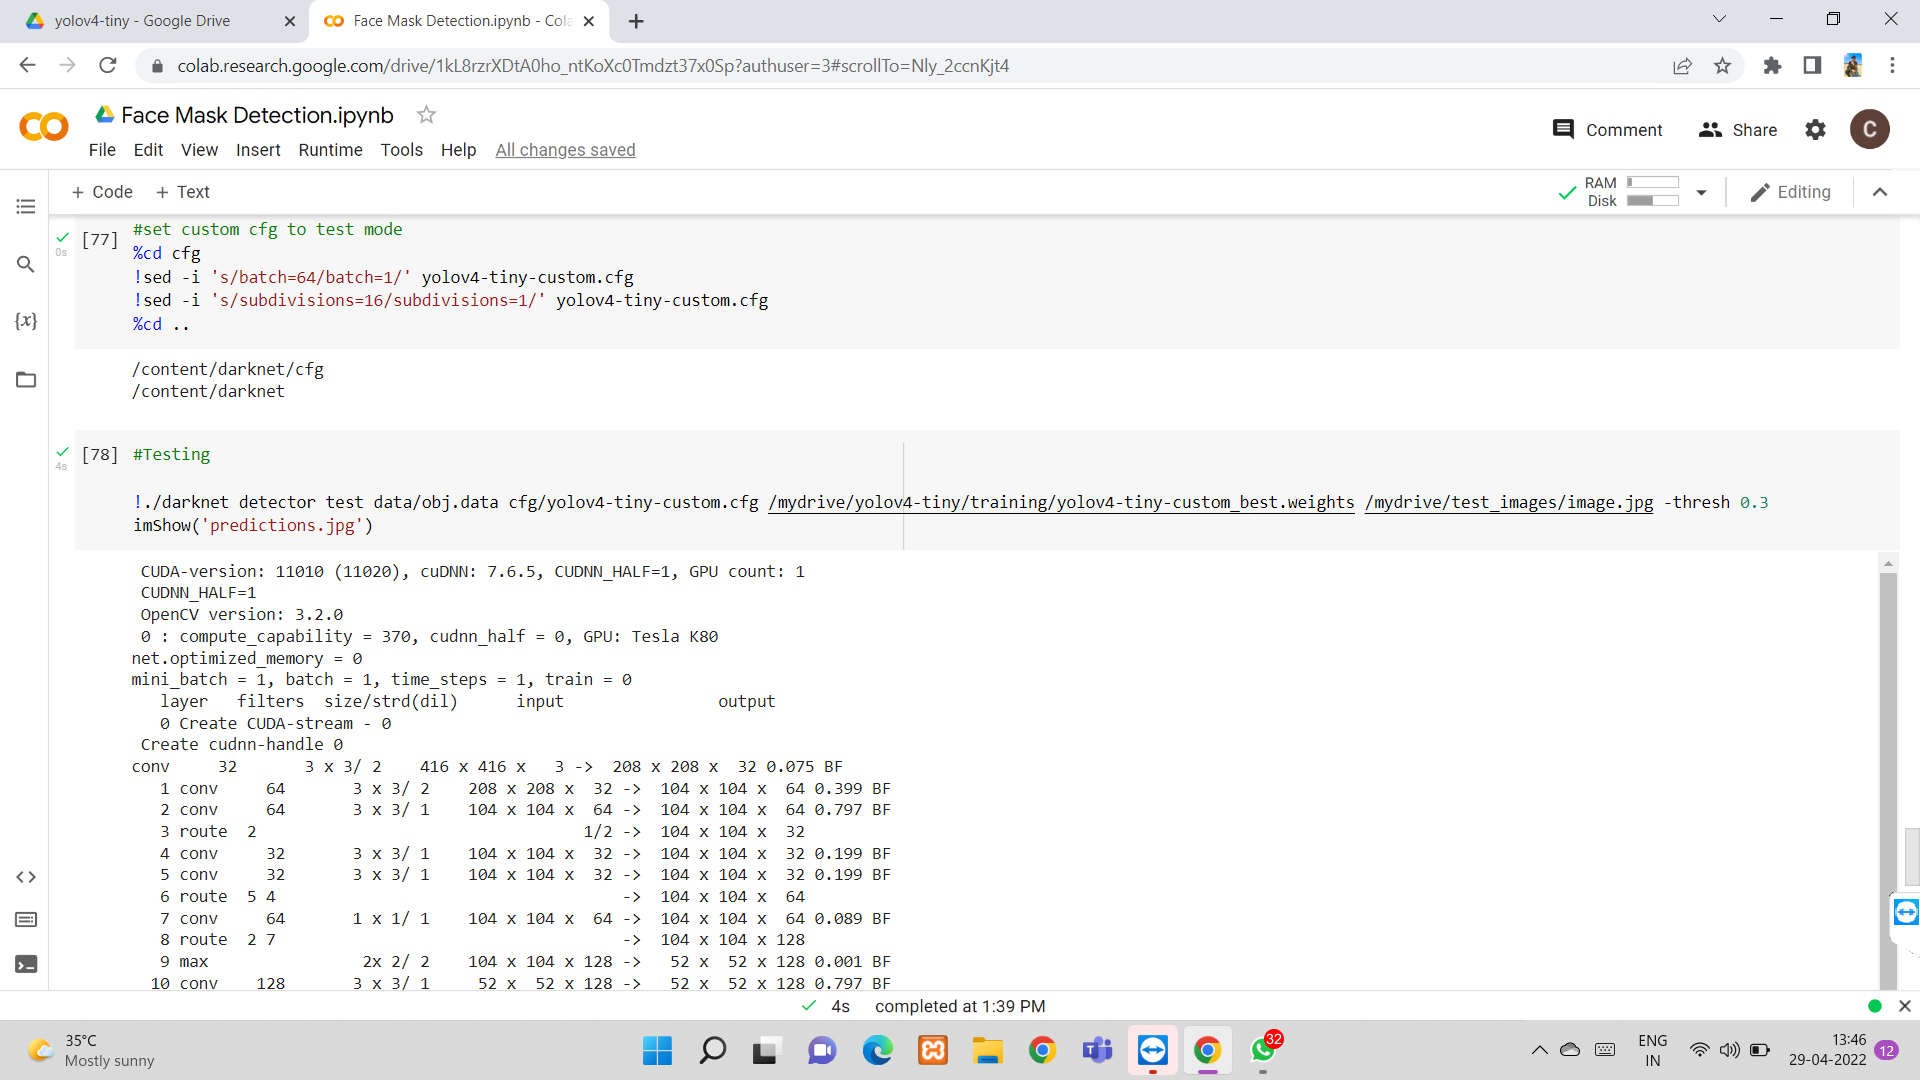 yolov4-tiny - Google Drive
Face Mask Detection.ipynb - Cola
colab.research.google.com/drive/1kL8rzrXDtA0ho_ntKoXc0Tmdzt37x0Sp?authuser=3#scrollTo=Nly_2ccnKjt4
Face Mask Detection.ipynb
Comment
Share
C
File Edit View Insert Runtime Tools Help All changes saved
+ Code + Text
RAM
Disk
Editing
[77] #set custom cfg to test mode
0s
%cd cfg
!sed -i 's/batch=64/batch=1/' yolov4-tiny-custom.cfg
!sed -i 's/subdivisions=16/subdivisions=1/' yolov4-tiny-custom.cfg
%cd ..
{x}
/content/darknet/cfg
/content/darknet
[78] #Testing
4s
!./darknet detector test data/obj.data cfg/yolov4-tiny-custom.cfg /mydrive/yolov4-tiny/training/yolov4-tiny-custom_best.weights /mydrive/test_images/image.jpg -thresh 0.3
imShow('predictions.jpg')
CUDA-version: 11010 (11020), cuDNN: 7.6.5, CUDNN_HALF=1, GPU count: 1
CUDNN_HALF=1
OpenCV version: 3.2.0
0 : compute_capability = 370, cudnn_half = 0, GPU: Tesla K80
net.optimized_memory = 0
mini_batch = 1, batch = 1, time_steps = 1, train = 0
layer filters size/strd(dil) input output
0 Create CUDA-stream - 0
Create cudnn-handle 0
conv 32 3 x 3/ 2 416 x 416 x 3 -> 208 x 208 x 32 0.075 BF
1 conv 64 3 x 3/ 2 208 x 208 x 32 -> 104 x 104 x 64 0.399 BF
2 conv 64 3 x 3/ 1 104 x 104 x 64 -> 104 x 104 x 64 0.797 BF
3 route 2 1/2 -> 104 x 104 x 32
4 conv 32 3 x 3/ 1 104 x 104 x 32 -> 104 x 104 x 32 0.199 BF
5 conv 32 3 x 3/ 1 104 x 104 x 32 -> 104 x 104 x 32 0.199 BF
6 route 5 4 -> 104 x 104 x 64
7 conv 64 1 x 1/ 1 104 x 104 x 64 -> 104 x 104 x 64 0.089 BF
8 route 2 7 -> 104 x 104 x 128
9 max 2x 2/ 2 104 x 104 x 128 -> 52 x 52 x 128 0.001 BF
10 conv 128 3 x 3/ 1 52 x 52 x 128 -> 52 x 52 x 128 0.797 BF
4s completed at 1:39 PM
35°C
Mostly sunny
32
ENG
IN
13:46
29-04-2022
12